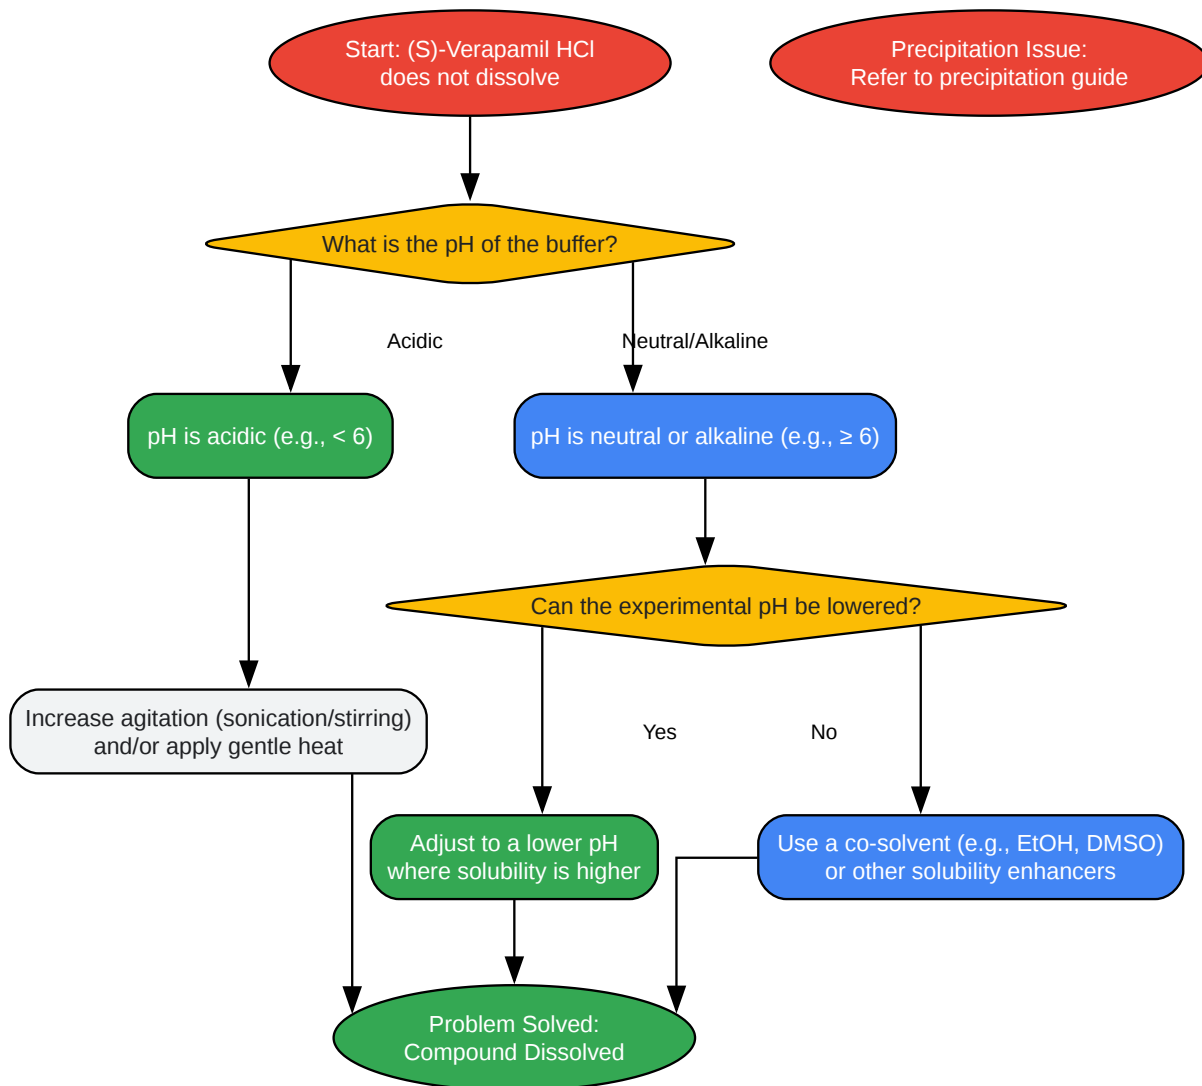 Start: (S)-Verapamil HCl
does not dissolve
Precipitation Issue:
Refer to precipitation guide
What is the pH of the buffer?
Acidic
Neutral/Alkaline
pH is acidic (e.g., < 6)
pH is neutral or alkaline (e.g., ≥ 6)
Can the experimental pH be lowered?
Increase agitation (sonication/stirring)
and/or apply gentle heat
Yes
No
Adjust to a lower pH
where solubility is higher
Use a co-solvent (e.g., EtOH, DMSO)
or other solubility enhancers
Problem Solved:
Compound Dissolved